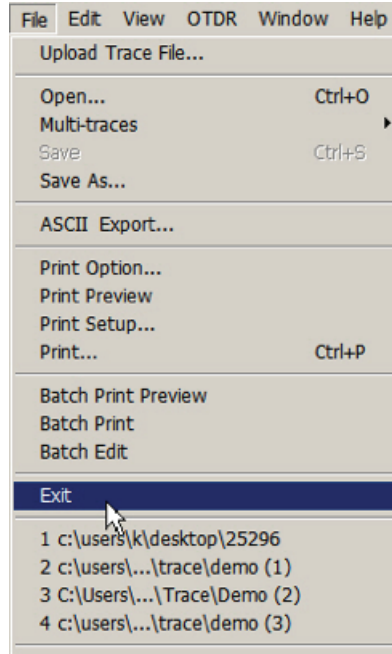 File Edit View OTDR Window Help
Upload Trace File...
Open... Ctrl+O
Multi-traces
Save Ctrl+S
Save As...
ASCII Export...
Print Option...
Print Preview
Print Setup...
Print... Ctrl+P
Batch Print Preview
Batch Print
Batch Edit
Exit
1 c:\users\k\desktop\25296
2 c:\users\...\trace\demo (1)
3 C:\Users\...\Trace\Demo (2)
4 c:\users\...\trace\demo (3)